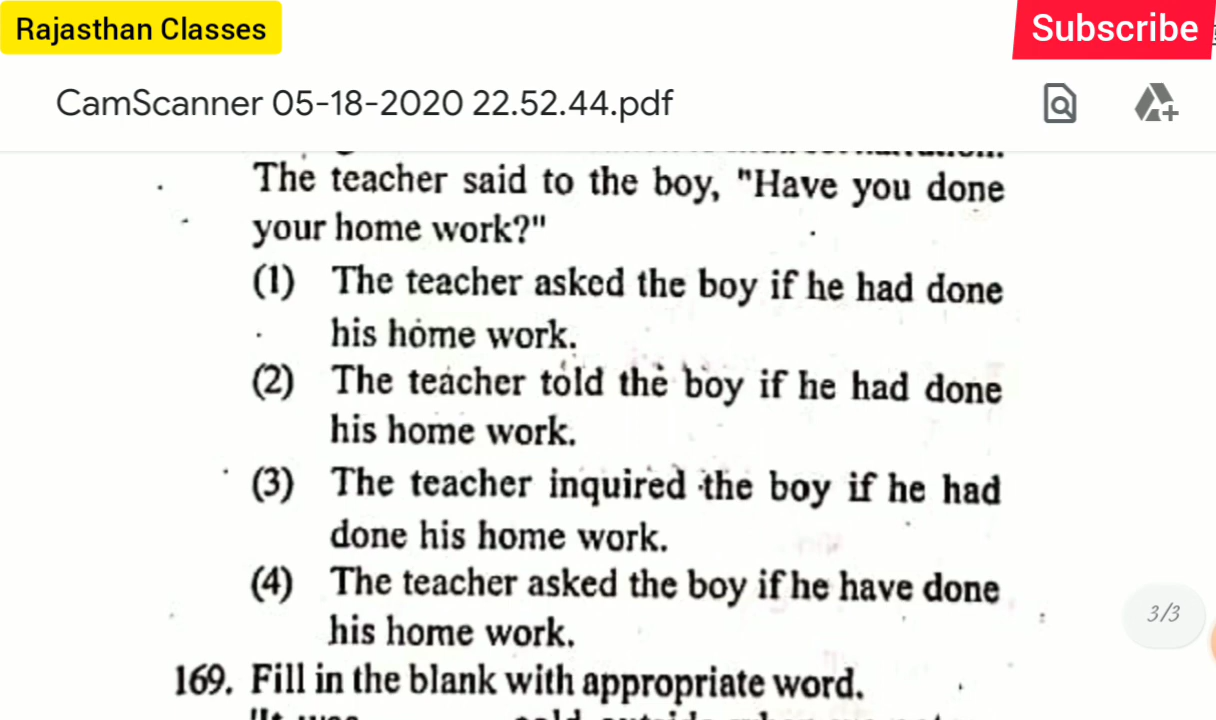 Rajasthan Classes
Subscribe
CamScanner 05-18-2020 22.52.44.pdf
The teacher said to the boy, "Have you done
your home work?"
(1) The teacher asked the boy if he had done
his home work.
(2) The teacher told the boy if he had done
his home work.
(3) The teacher inquired the boy if he had
done his home work.
(4) The teacher asked the boy if he have done
his home work.
3/3
169. Fill in the blank with appropriate word.